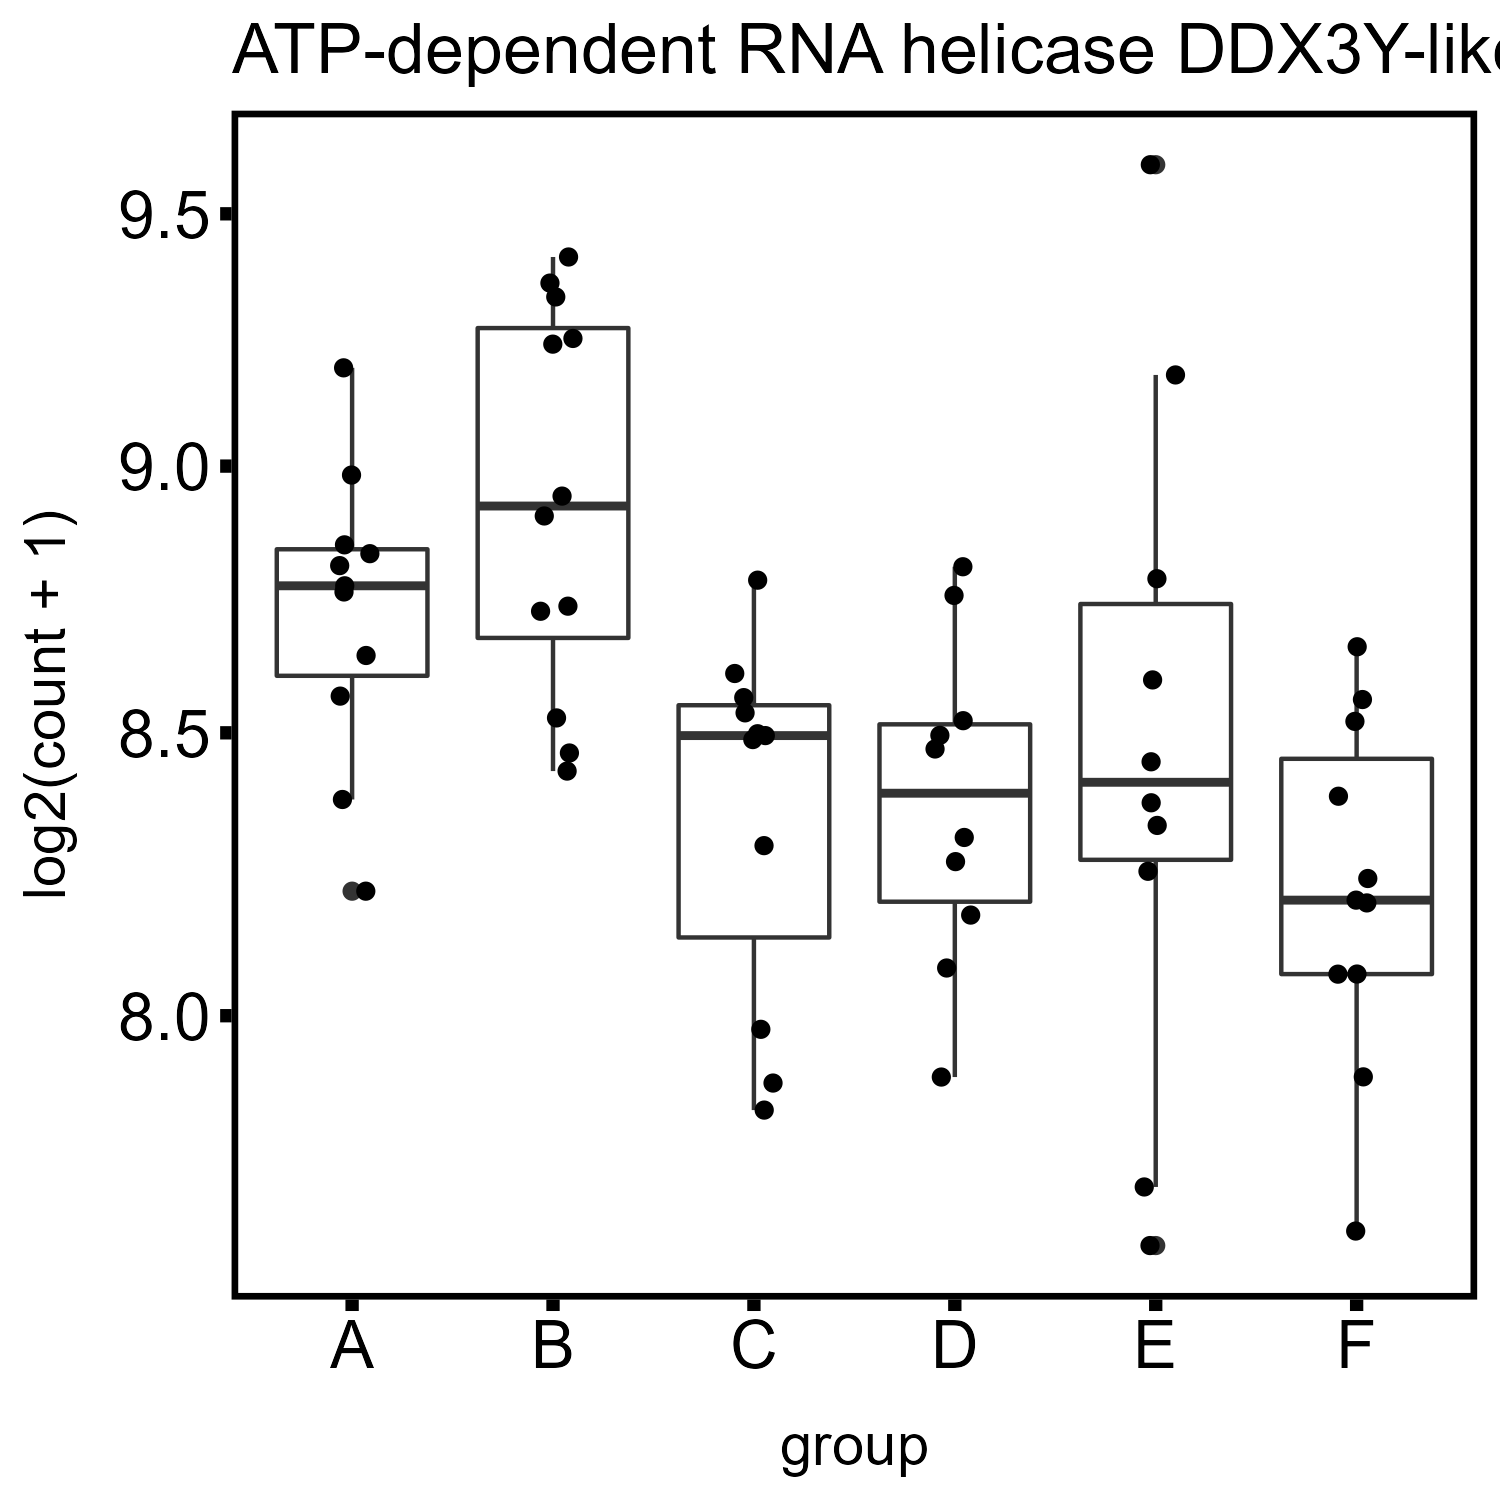 ATP-dependent RNA helicase DDX3Y-like
9.5
9.0
8.5
8.0
log2(count + 1)
A B C D E F
group